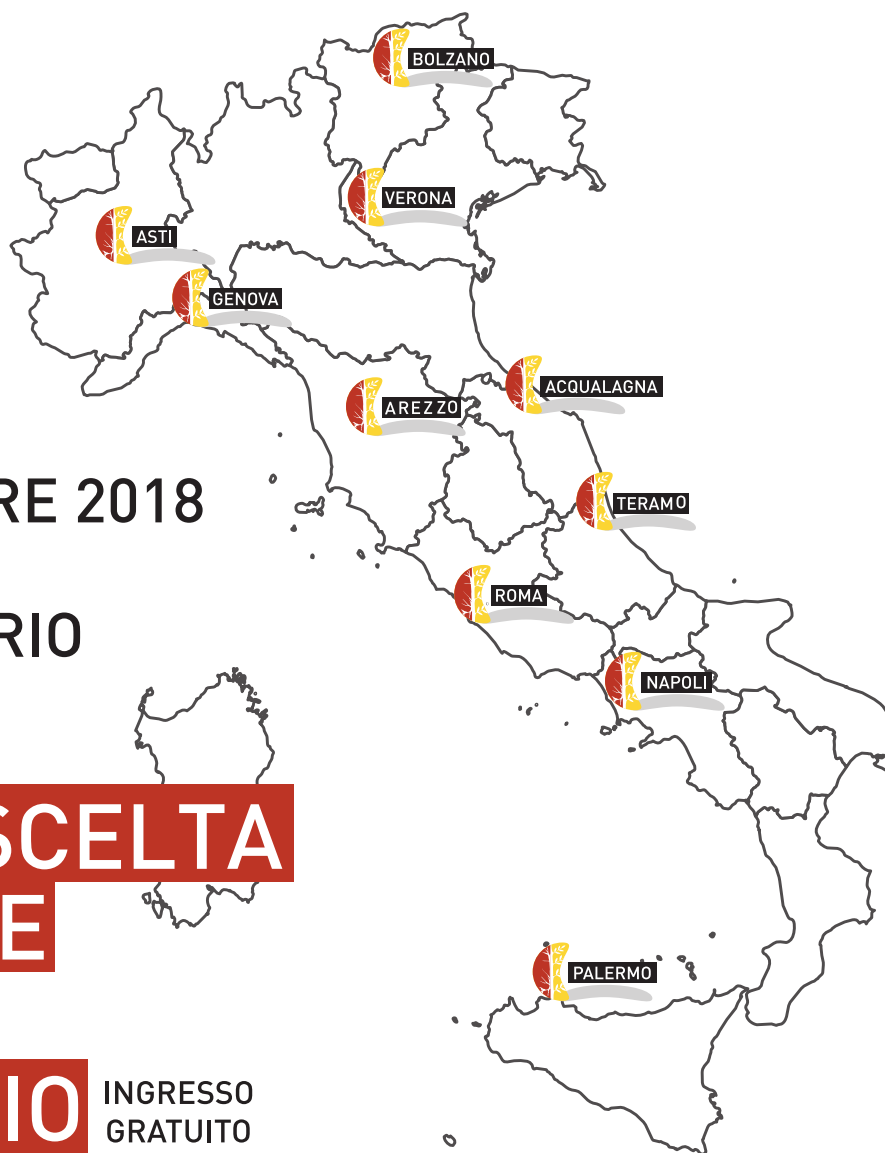 BOLZANO
VERONA
ASTI
GENOVA
ACQUALAGNA
AREZZO
RE 2018
TERAMO
ROMA
RIO
NAPOLI
SCELTA
E
PALERMO
IO
INGRESSO
GRATUITO